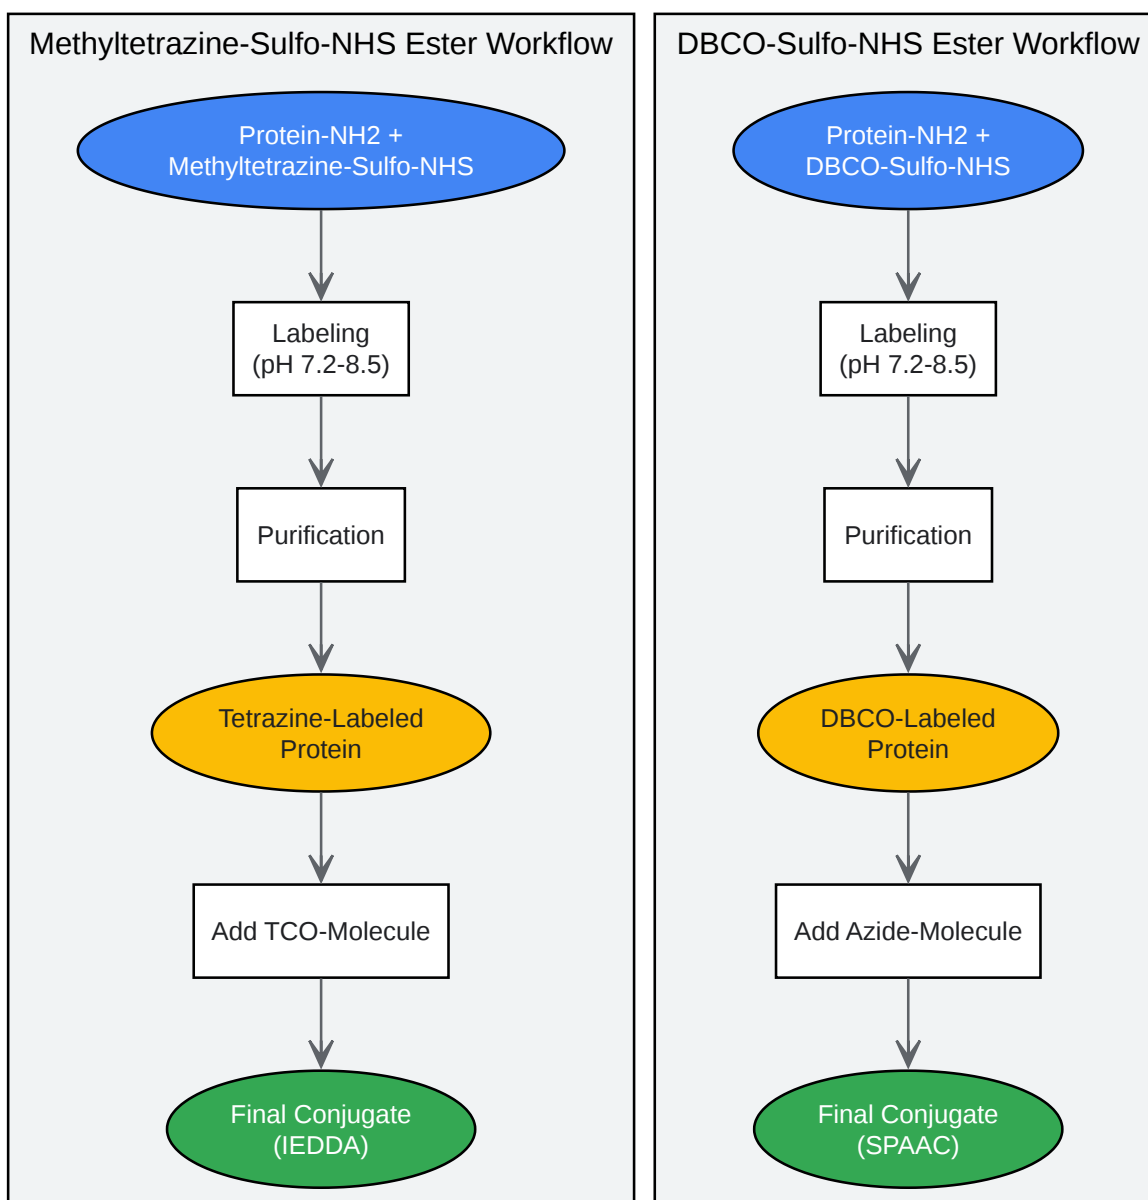 Methyltetrazine-Sulfo-NHS Ester Workflow
Protein-NH2 +
Methyltetrazine-Sulfo-NHS
Labeling
(pH 7.2-8.5)
Purification
Tetrazine-Labeled
Protein
Add TCO-Molecule
Final Conjugate
(IEDDA)
DBCO-Sulfo-NHS Ester Workflow
Protein-NH2 +
DBCO-Sulfo-NHS
Labeling
(pH 7.2-8.5)
Purification
DBCO-Labeled
Protein
Add Azide-Molecule
Final Conjugate
(SPAAC)